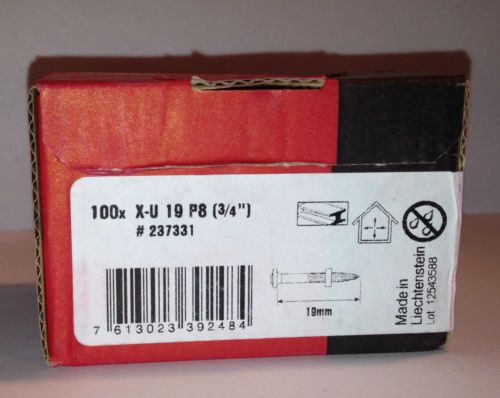 100x X-U 19 P8 (3/4")
# 237331
7 613023 392484
19mm
Made in
Liechtenstein
Lot 12543588